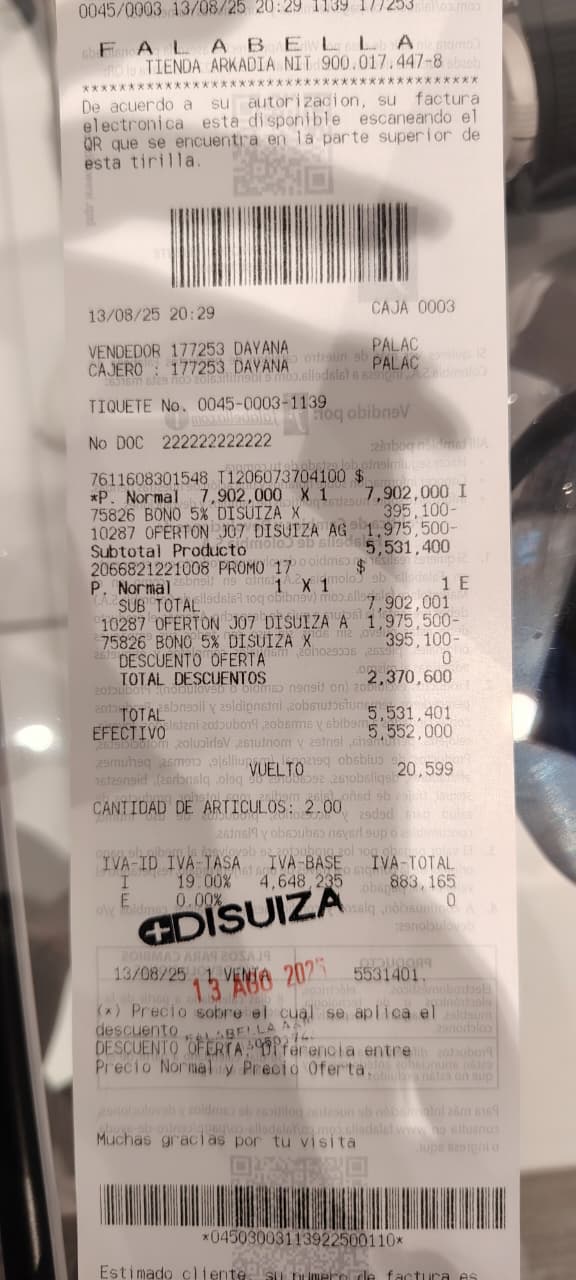 0045/0003 13/08/25 20:29 1139 177253
F A L A B E L L A
TIENDA ARKADIA NIT 900.017.447-8
************************************************
De acuerdo a su autorizacion, su factura
electronica esta disponible escaneando el
QR que se encuentra en la parte superior de
esta tirilla.
13/08/25 20:29 CAJA 0003
VENDEDOR 177253 DAYANA PALAC
CAJERO : 177253 DAYANA PALAC
TIQUETE No. 0045-0003-1139
No DOC 222222222222
7611608301548 T1206073704100 $
*P. Normal 7,902,000 X 1 7,902,000 I
75826 BONO 5% DISUIZA X 395,100-
10287 OFERTON J07 DISUIZA AG 1,975,500-
Subtotal Producto 5,531,400
2066821221008 PROMO 17 $
P. Normal 1 X 1 1 E
SUB TOTAL 7,902,001
10287 OFERTON J07 DISUIZA A 1,975,500-
75826 BONO 5% DISUIZA X 395,100-
DESCUENTO OFERTA 0
TOTAL DESCUENTOS 2,370,600
TOTAL 5,531,401
EFECTIVO 5,552,000
VUELTO 20,599
CANTIDAD DE ARTICULOS: 2.00
IVA-ID IVA-TASA IVA-BASE IVA-TOTAL
I 19.00% 4,648,235 883,165
E 0.00% 0
DISUIZA
13/08/25 1 VENTA 5531401.
13 AGO 2025
(*) Precio sobre el cual se aplica el
descuento
DESCUENTO OFERTA: Diferencia entre
Precio Normal y Precio Oferta.
Muchas gracias por tu visita
*04503003113922500110*
Estimado cliente, su numero de factura es